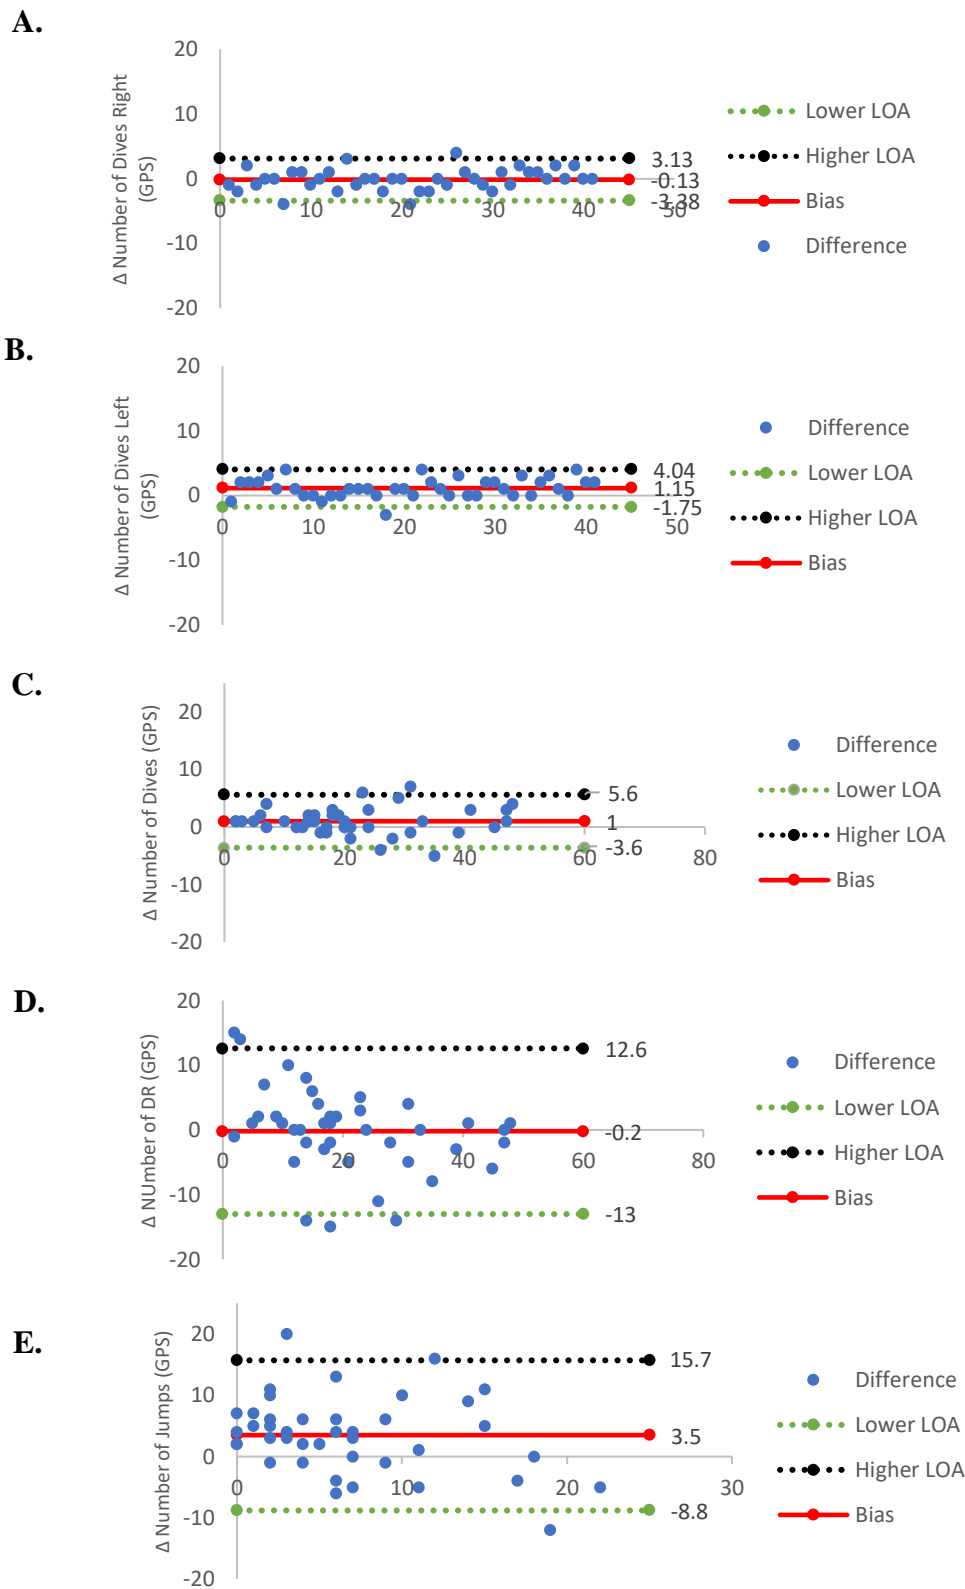 A.
Δ Number of Dives Right
(GPS)
20
10
0
-10
-20
0 10 20 30 40 50
3.13
-0.13
-3.38
Lower LOA
Higher LOA
Bias
Difference
B.
Δ Number of Dives Left
(GPS)
20
10
0
-10
-20
0 10 20 30 40 50
4.04
1.15
-1.75
Difference
Lower LOA
Higher LOA
Bias
C.
Δ Number of Dives (GPS)
20
10
0
-10
-20
0 20 40 60 80
5.6
1
-3.6
Difference
Lower LOA
Higher LOA
Bias
D.
Δ NUmber of DR (GPS)
20
10
0
-10
-20
0 20 40 60 80
12.6
-0.2
-13
Difference
Lower LOA
Higher LOA
Bias
E.
Δ Number of Jumps (GPS)
20
10
0
-10
-20
0 10 20 30
15.7
3.5
-8.8
Difference
Lower LOA
Higher LOA
Bias